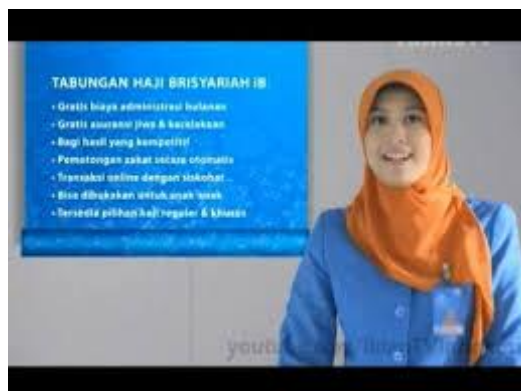 TABUNGAN HAJI BRISYARIAH iB
• Gratis biaya administrasi bulanan
• Gratis asuransi jiwa & kecelakaan
• Bagi hasil yang kompetitif
• Pemotongan zakat secara otomatis
• Transaksi online dengan siskohat
• Bisa dibukakan untuk anak-anak
• Tersedia pilihan haji reguler & khusus